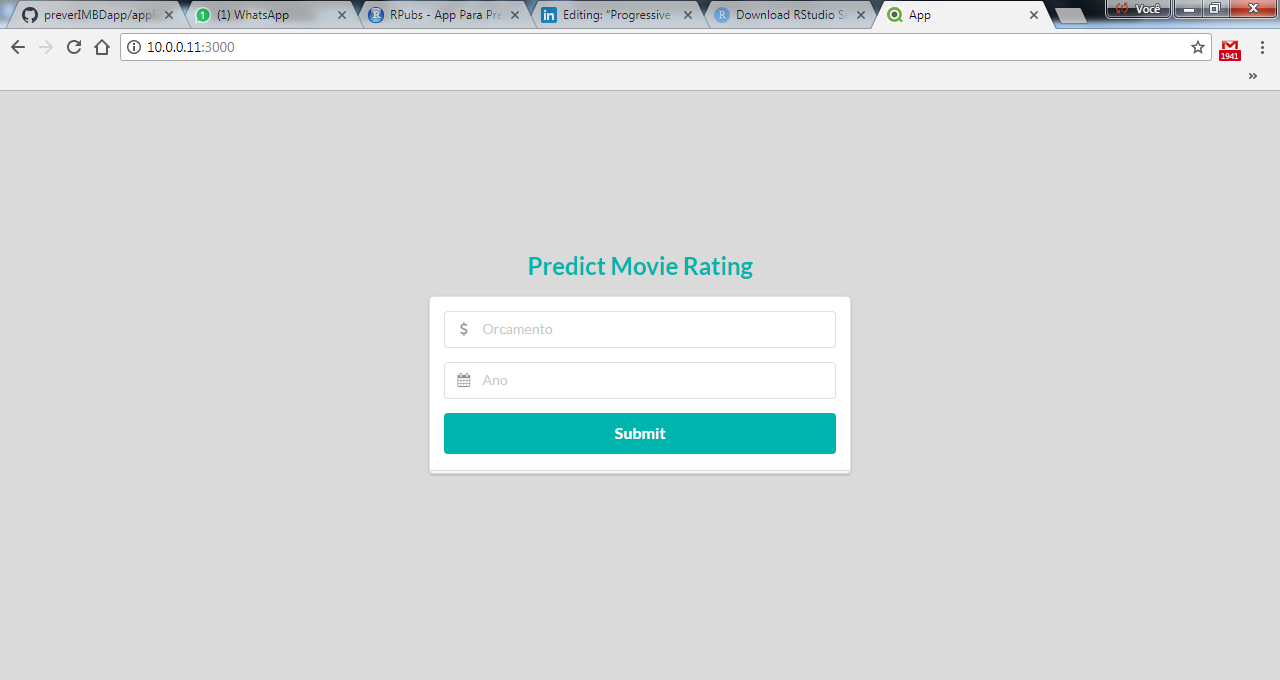 preverIMBDapp/appI
(1) WhatsApp
RPubs - App Para Pre
Editing: “Progressive
Download RStudio Se
App
Você
10.0.0.11:3000
1941
»
Predict Movie Rating
$ Orcamento
Ano
Submit